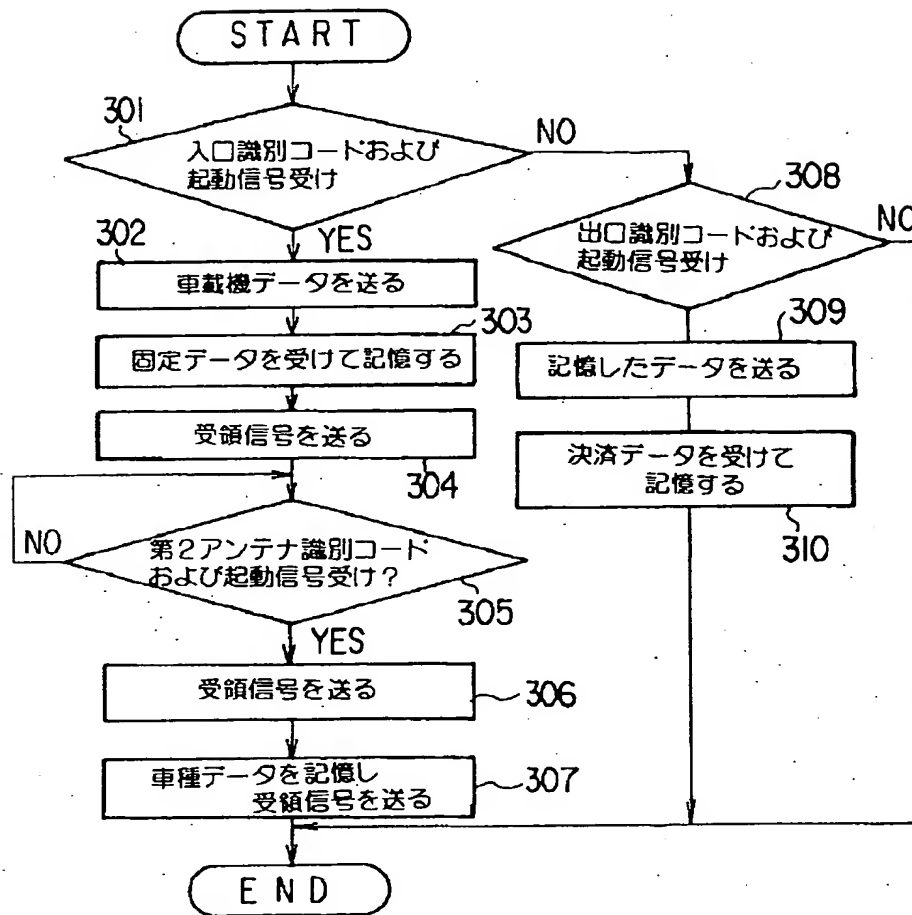 START
301
入口識別コードおよび
起動信号受け
NO
YES
302
車載機データを送る
303
固定データを受けて記憶する
受領信号を送る
304
NO
第2アンテナ識別コード
および起動信号受け?
305
YES
受領信号を送る
306
車種データを記憶し
受領信号を送る
307
308
NO
出口識別コードおよび
起動信号受け
309
記憶したデータを送る
決済データを受けて
記憶する
310
END